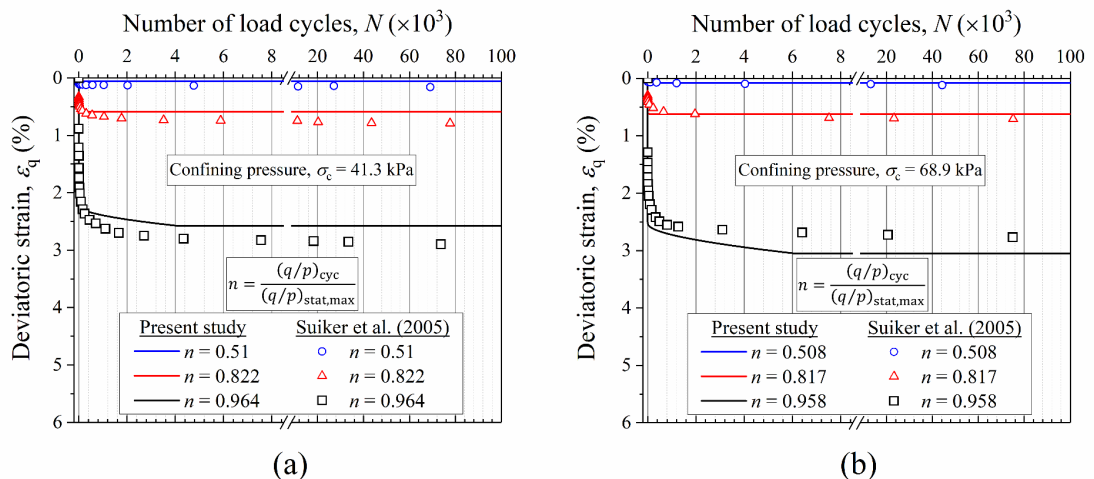 Number of load cycles, N (×10³)
0 2 4 6 8 20 40 60 80 100
0
1
2
3
4
5
6
Deviatoric strain, εq (%)
Confining pressure, σc = 41.3 kPa
n = (q/p)cyc / (q/p)stat,max
Present study Suiker et al. (2005)
n = 0.51 n = 0.51
n = 0.822 n = 0.822
n = 0.964 n = 0.964
(a)
Number of load cycles, N (×10³)
0 2 4 6 8 20 40 60 80 100
0
1
2
3
4
5
6
Deviatoric strain, εq (%)
Confining pressure, σc = 68.9 kPa
n = (q/p)cyc / (q/p)stat,max
Present study Suiker et al. (2005)
n = 0.508 n = 0.508
n = 0.817 n = 0.817
n = 0.958 n = 0.958
(b)